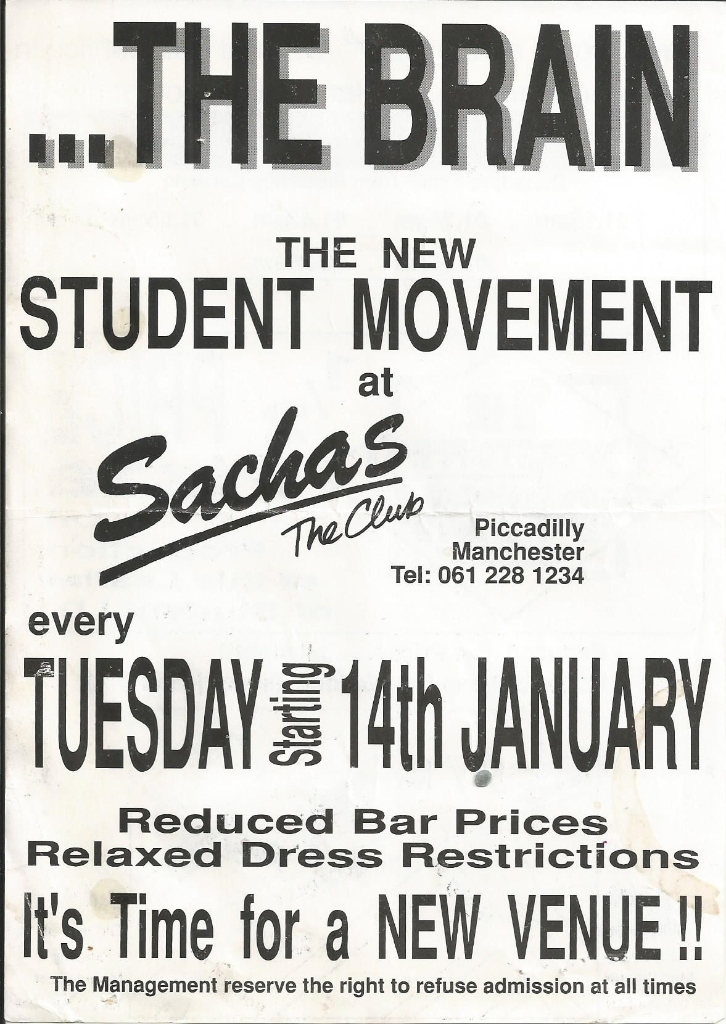 ...THE BRAIN
THE NEW
STUDENT MOVEMENT
at
Sachas
The Club
Piccadilly
Manchester
Tel: 061 228 1234
every
TUESDAY Starting 14th JANUARY
Reduced Bar Prices
Relaxed Dress Restrictions
It's Time for a NEW VENUE !!
The Management reserve the right to refuse admission at all times